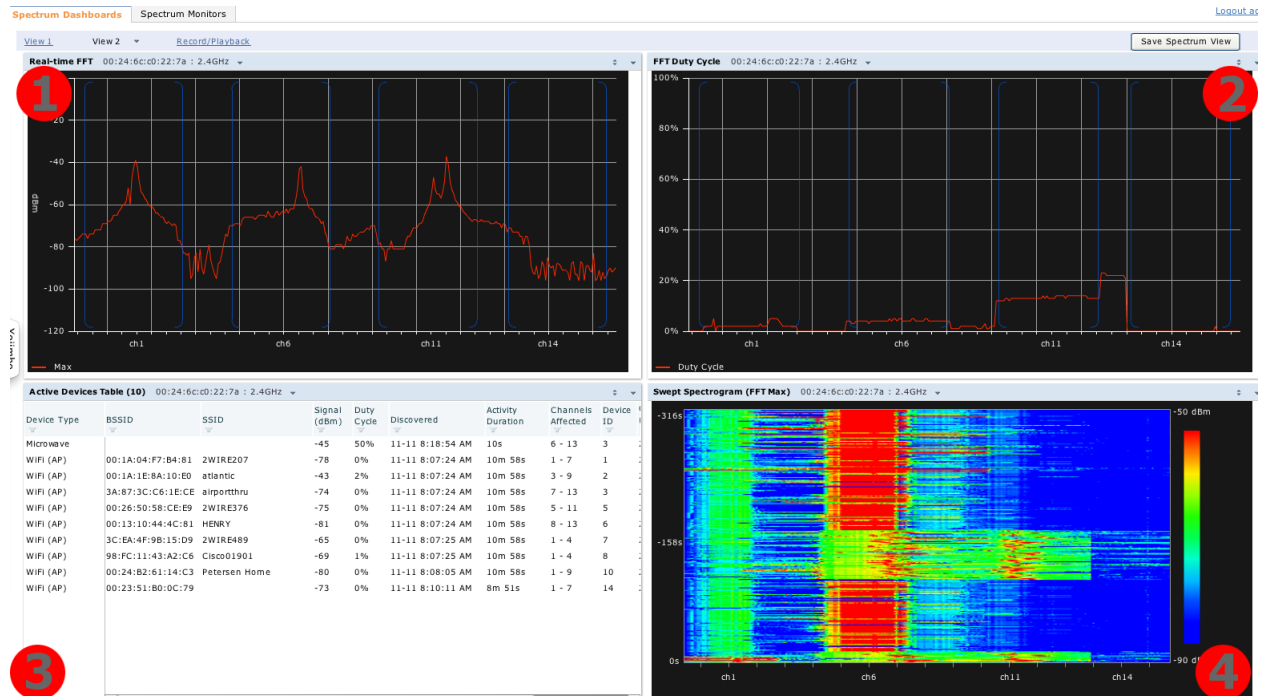 Spectrum Dashboards Spectrum Monitors
Logout ad
View 1 View 2 Record/Playback Save Spectrum View
Real-time FFT 00:24:6c:c0:22:7a : 2.4GHz
1
-20
-40
-60
-80
-100
-120
dBm
ch1 ch6 ch11 ch14
Max
FFT Duty Cycle 00:24:6c:c0:22:7a : 2.4GHz
2
100%
80%
60%
40%
20%
0%
ch1 ch6 ch11 ch14
Duty Cycle
Active Devices Table (10) 00:24:6c:c0:22:7a : 2.4GHz
Device Type BSSID SSID Signal (dBm) Duty Cycle Discovered Activity Duration Channels Affected Device ID
Microwave -45 50% 11-11 8:18:54 AM 10s 6 - 13 3
WiFi (AP) 00:1A:04:F7:B4:81 2WIRE207 -78 0% 11-11 8:07:24 AM 10m 58s 1 - 7 1
WiFi (AP) 00:1A:1E:8A:10:E0 atlantic -43 2% 11-11 8:07:24 AM 10m 58s 3 - 9 2
WiFi (AP) 3A:87:3C:C6:1E:CE airportthru -74 0% 11-11 8:07:24 AM 10m 58s 7 - 13 3
WiFi (AP) 00:26:50:58:CE:E9 2WIRE376 -75 0% 11-11 8:07:24 AM 10m 58s 5 - 11 5
WiFi (AP) 00:13:10:44:4C:81 HENRY -81 0% 11-11 8:07:24 AM 10m 58s 8 - 13 6
WiFi (AP) 3C:EA:4F:9B:15:D9 2WIRE489 -65 0% 11-11 8:07:25 AM 10m 58s 1 - 4 7
WiFi (AP) 98:FC:11:43:A2:C6 Cisco01901 -69 1% 11-11 8:07:25 AM 10m 58s 1 - 4 8
WiFi (AP) 00:24:B2:61:14:C3 Petersen Home -80 0% 11-11 8:08:05 AM 10m 58s 1 - 9 10
WiFi (AP) 00:23:51:B0:0C:79 -73 0% 11-11 8:10:11 AM 8m 51s 1 - 7 14
3
Swept Spectrogram (FFT Max) 00:24:6c:c0:22:7a : 2.4GHz
-316s
-158s
0s
-50 dBm
-90 d
ch1 ch6 ch11 ch14
4